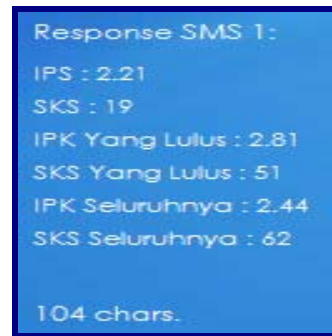 Response SMS 1:
IPS : 2.21
SKS : 19
IPK Yang Lulus : 2.81
SKS Yang Lulus : 51
IPK Seluruhnya : 2.44
SKS Seluruhnya : 62
104 chars.